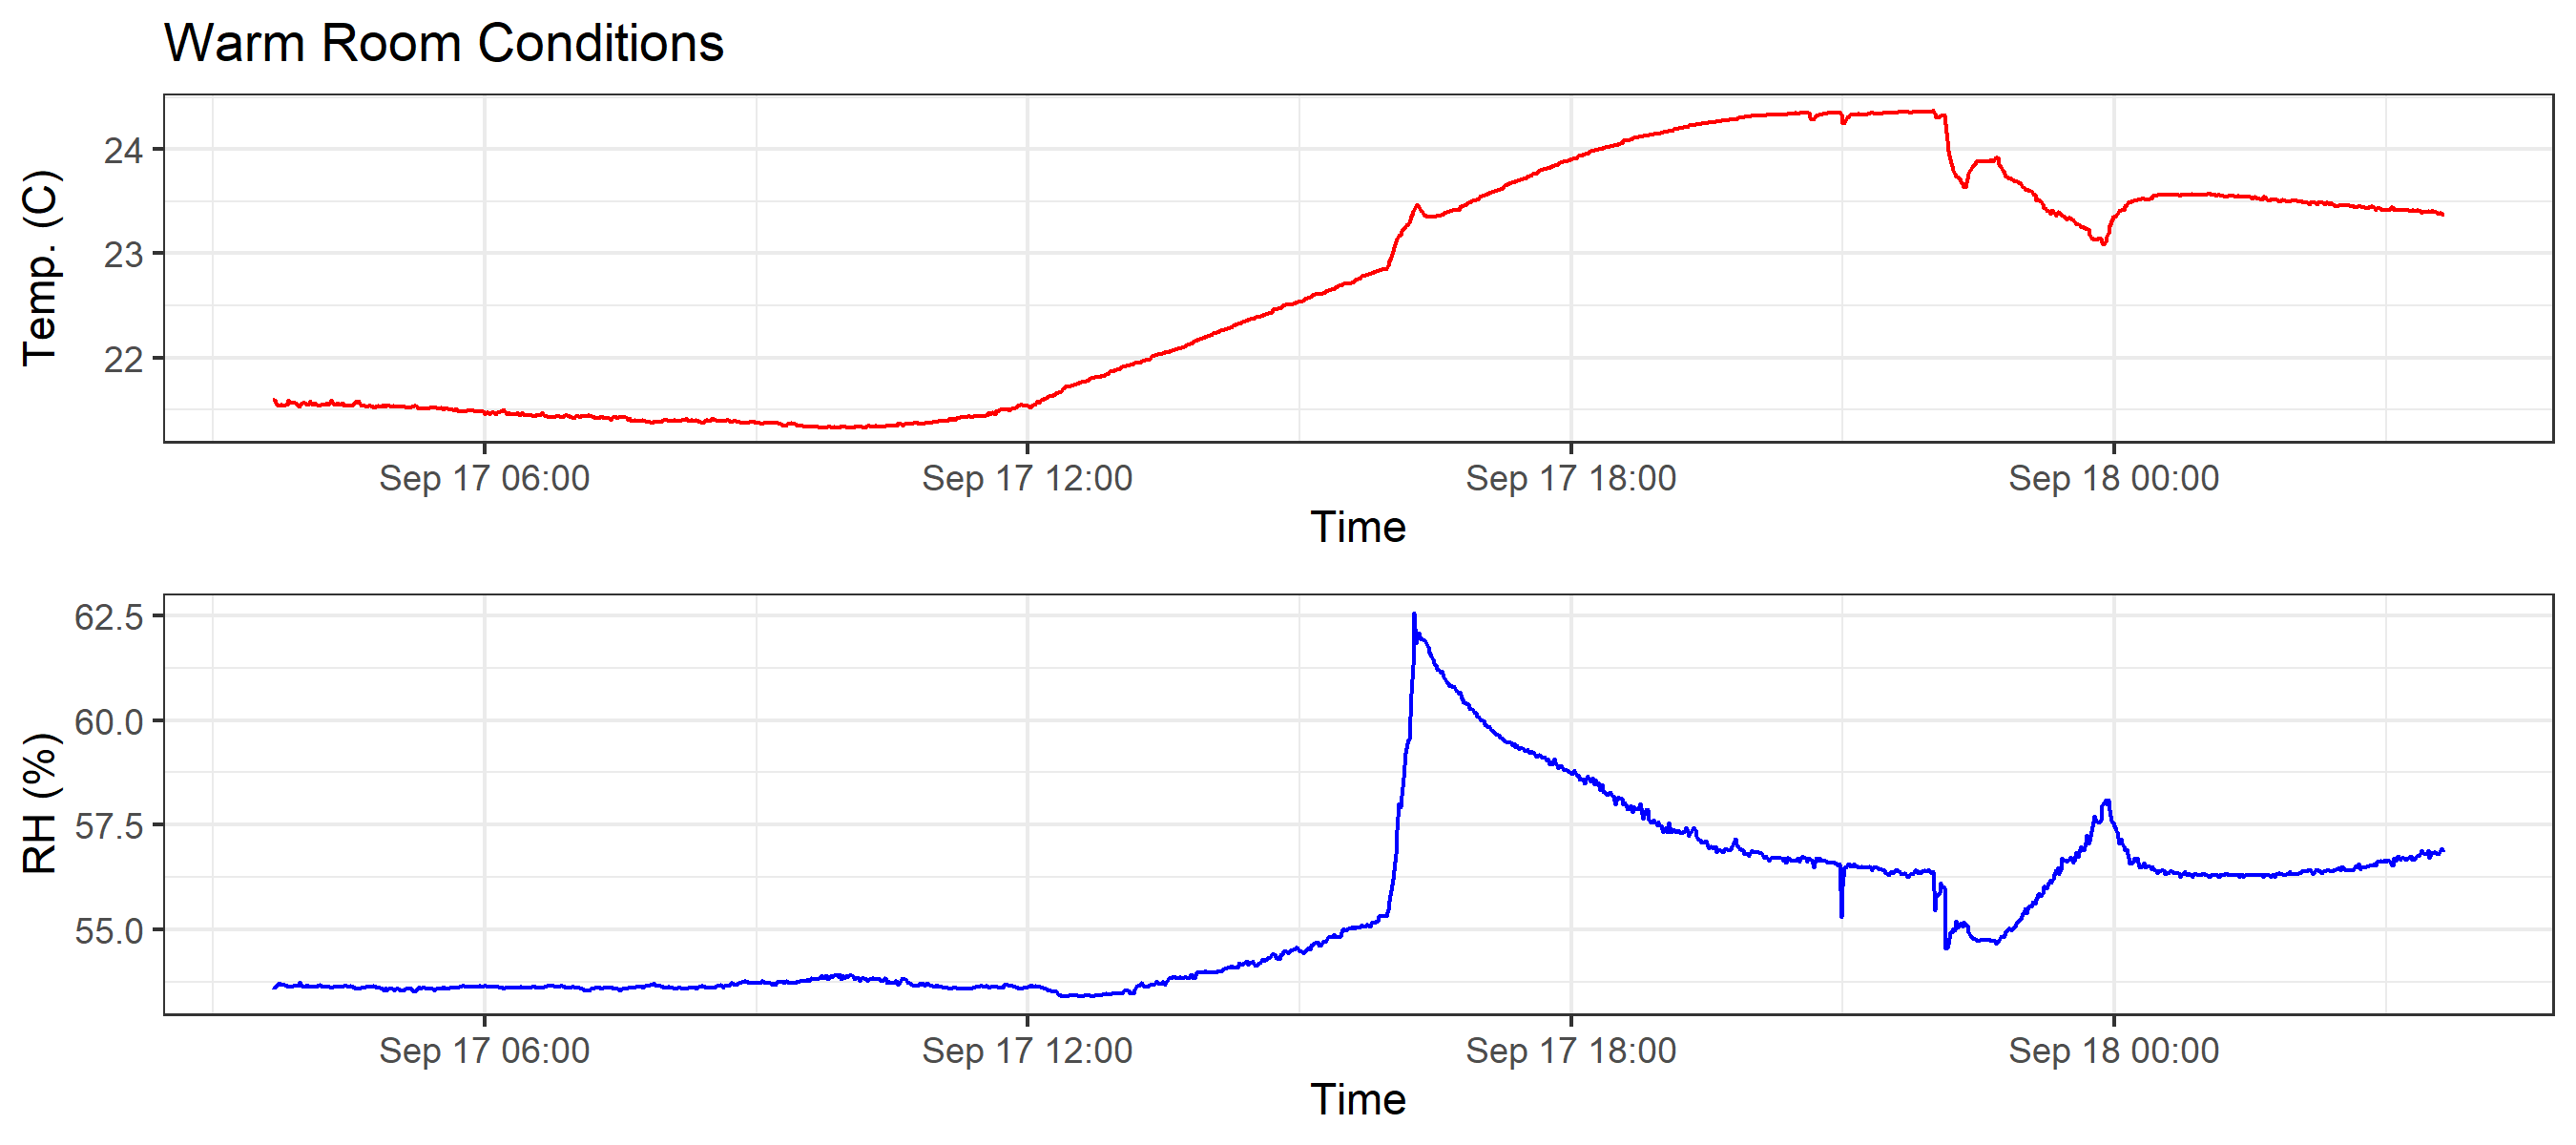 Warm Room Conditions
Temp. (C)
24
23
22
Sep 17 06:00 Sep 17 12:00 Sep 17 18:00 Sep 18 00:00
Time
RH (%)
62.5
60.0
57.5
55.0
Sep 17 06:00 Sep 17 12:00 Sep 17 18:00 Sep 18 00:00
Time